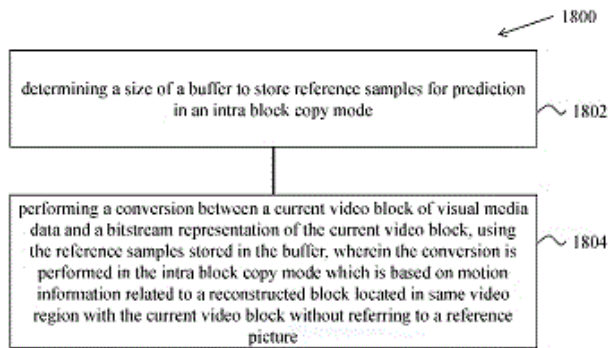 1800
determining a size of a buffer to store reference samples for prediction
in an intra block copy mode
1802
performing a conversion between a current video block of visual media
data and a bitstream representation of the current video block, using
the reference samples stored in the buffer, wherein the conversion is
performed in the intra block copy mode which is based on motion
information related to a reconstructed block located in same video
region with the current video block without referring to a reference
picture
1804